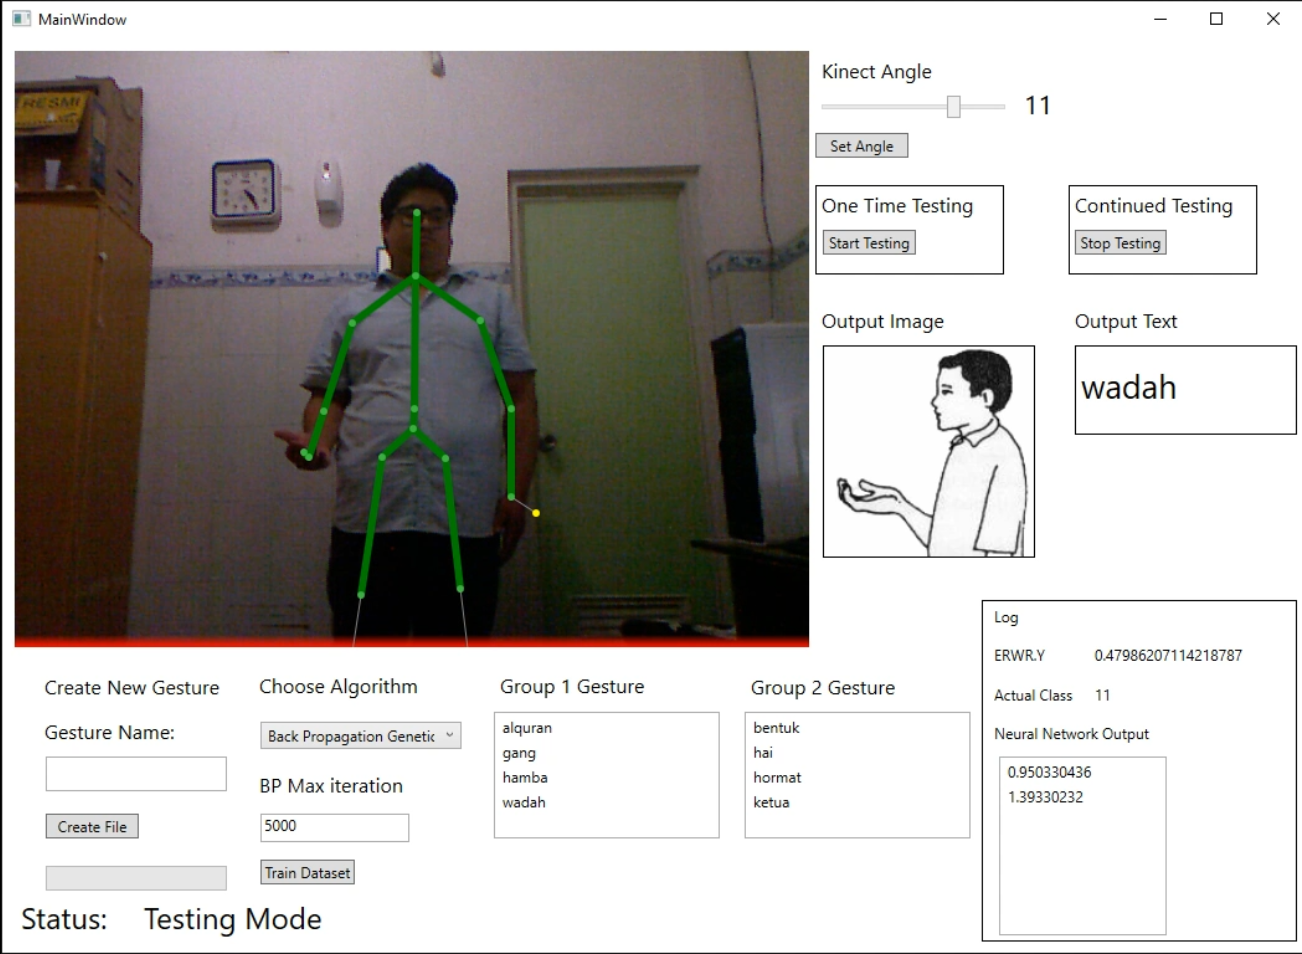 MainWindow
RESMI
Kinect Angle
11
Set Angle
One Time Testing
Start Testing
Continued Testing
Stop Testing
Output Image
Output Text
wadah
Log
ERWR.Y 0.47986207114218787
Actual Class 11
Neural Network Output
0.950330436
1.39330232
Create New Gesture
Gesture Name:
Create File
Choose Algorithm
Back Propagation Genetic
BP Max iteration
5000
Train Dataset
Group 1 Gesture
alquran
gang
hamba
wadah
Group 2 Gesture
bentuk
hai
hormat
ketua
Status: Testing Mode